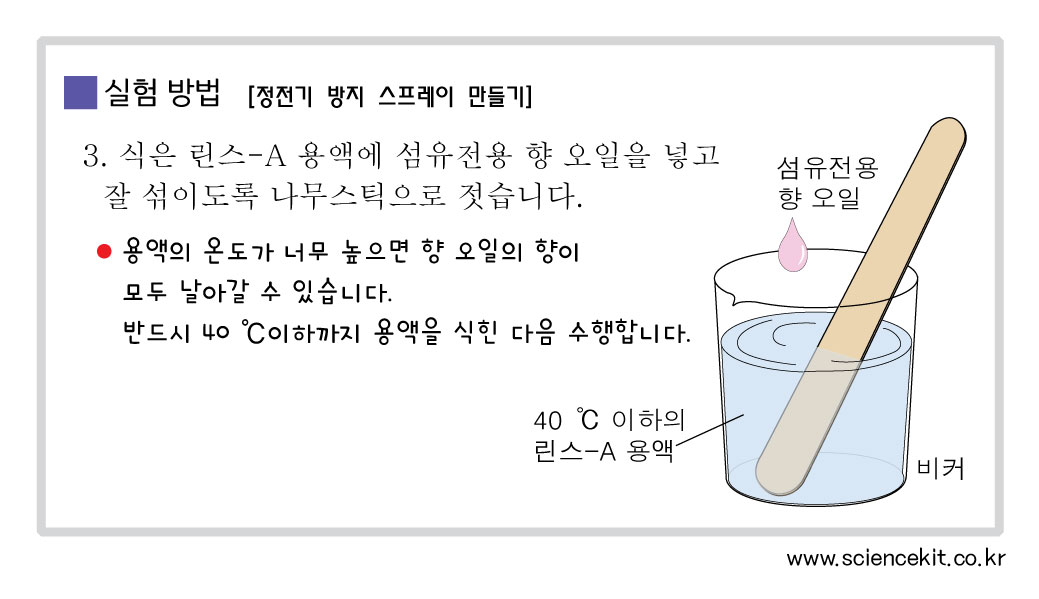 실험 방법 [정전기 방지 스프레이 만들기]
3. 식은 린스-A 용액에 섬유전용 향 오일을 넣고
잘 섞이도록 나무스틱으로 젓습니다.
● 용액의 온도가 너무 높으면 향 오일의 향이
모두 날아갈 수 있습니다.
반드시 40 ℃이하까지 용액을 식힌 다음 수행합니다.
섬유전용
향 오일
40 ℃ 이하의
린스-A 용액
비커
www.sciencekit.co.kr